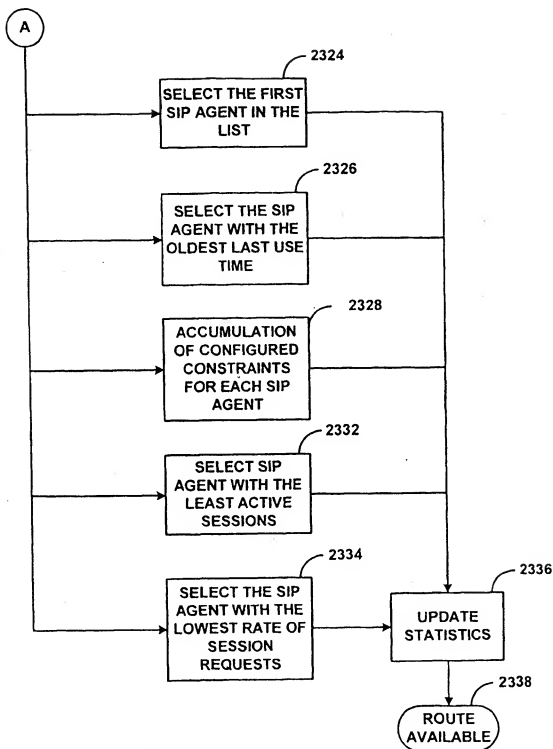 A
2324
SELECT THE FIRST
SIP AGENT IN THE
LIST
2326
SELECT THE SIP
AGENT WITH THE
OLDEST LAST USE
TIME
2328
ACCUMULATION
OF CONFIGURED
CONSTRAINTS
FOR EACH SIP
AGENT
2332
SELECT SIP
AGENT WITH THE
LEAST ACTIVE
SESSIONS
2334
SELECT THE SIP
AGENT WITH THE
LOWEST RATE OF
SESSION
REQUESTS
2336
UPDATE
STATISTICS
2338
ROUTE
AVAILABLE